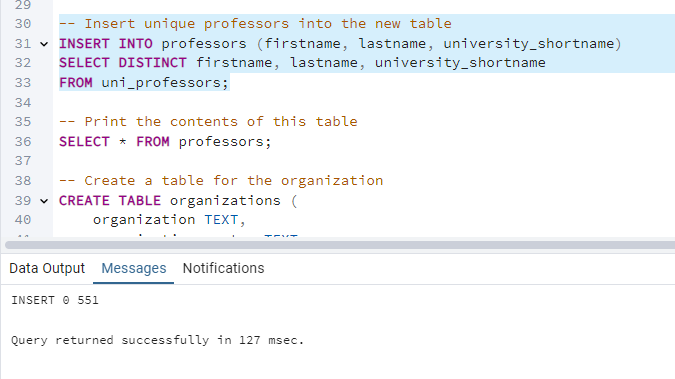 29
30 -- Insert unique professors into the new table
31 INSERT INTO professors (firstname, lastname, university_shortname)
32 SELECT DISTINCT firstname, lastname, university_shortname
33 FROM uni_professors;
34
35 -- Print the contents of this table
36 SELECT * FROM professors;
37
38 -- Create a table for the organization
39 CREATE TABLE organizations (
40 organization TEXT,
Data Output Messages Notifications
INSERT 0 551
Query returned successfully in 127 msec.